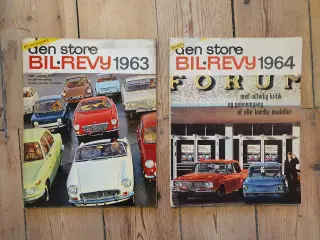 den store
BIL-REVY 1963
den store
BIL-REVY 1964
FORUM
med udførlig kritik
og gennemgang
af alle kendte modeller